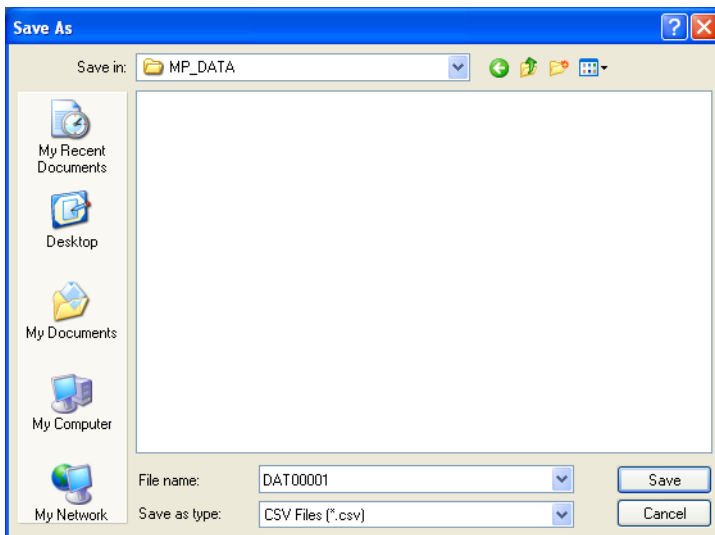 Save As
Save in: MP_DATA
My Recent
Documents
Desktop
My Documents
My Computer
My Network
File name: DAT00001 Save
Save as type: CSV Files (*.csv) Cancel